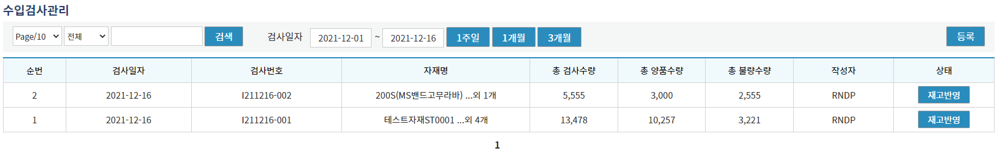 수입검사관리
Page/10 전체 검색 검사일자 2021-12-01 ~ 2021-12-16 1주일 1개월 3개월 등록
순번 검사일자 검사번호 자재명 총 검사수량 총 양품수량 총 불량수량 작성자 상태
2 2021-12-16 I211216-002 200S(MS밴드고무라바) ...외 1개 5,555 3,000 2,555 RNDP 재고반영
1 2021-12-16 I211216-001 테스트자재ST0001 ...외 4개 13,478 10,257 3,221 RNDP 재고반영
1